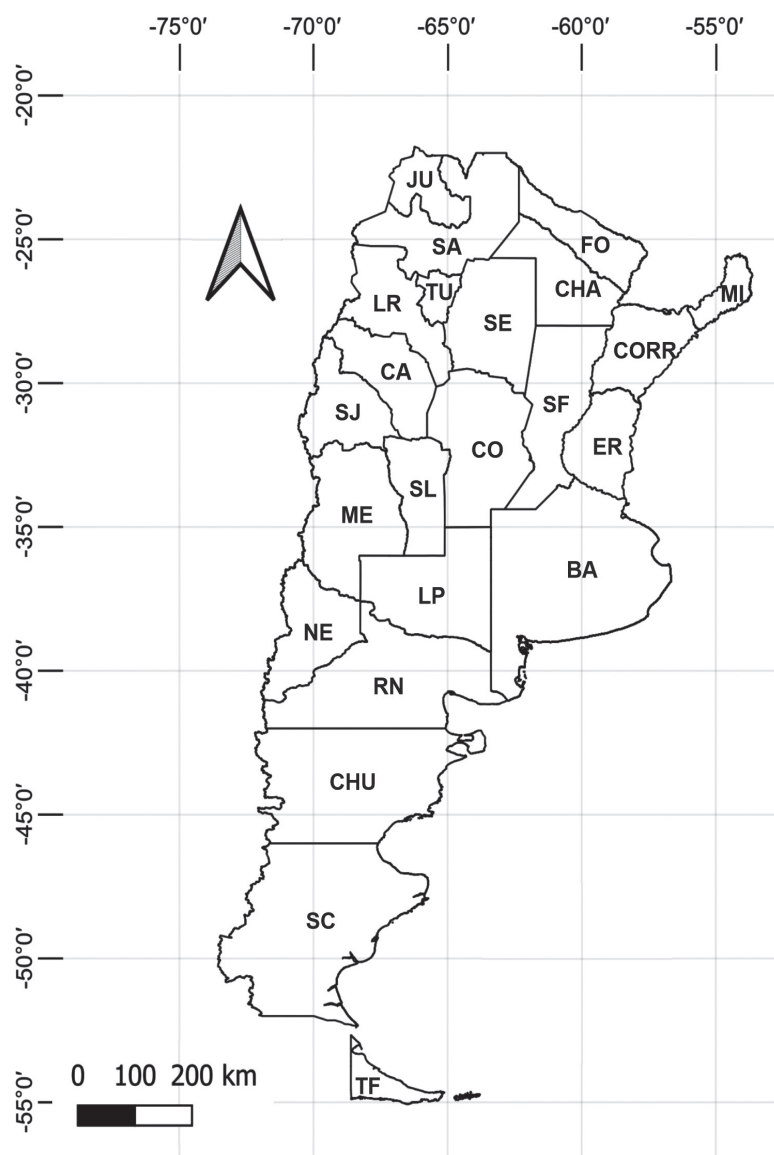 -75°0′ -70°0′ -65°0′ -60°0′ -55°0′
-20°0′
JU
-25°0′
SA
FO
TU
CHA
MI
LR
SE
CORR
-30°0′
CA
SJ
SF
CO
ER
SL
-35°0′
ME
BA
LP
NE
-40°0′
RN
CHU
-45°0′
SC
-50°0′
0 100 200 km
TF
-55°0′